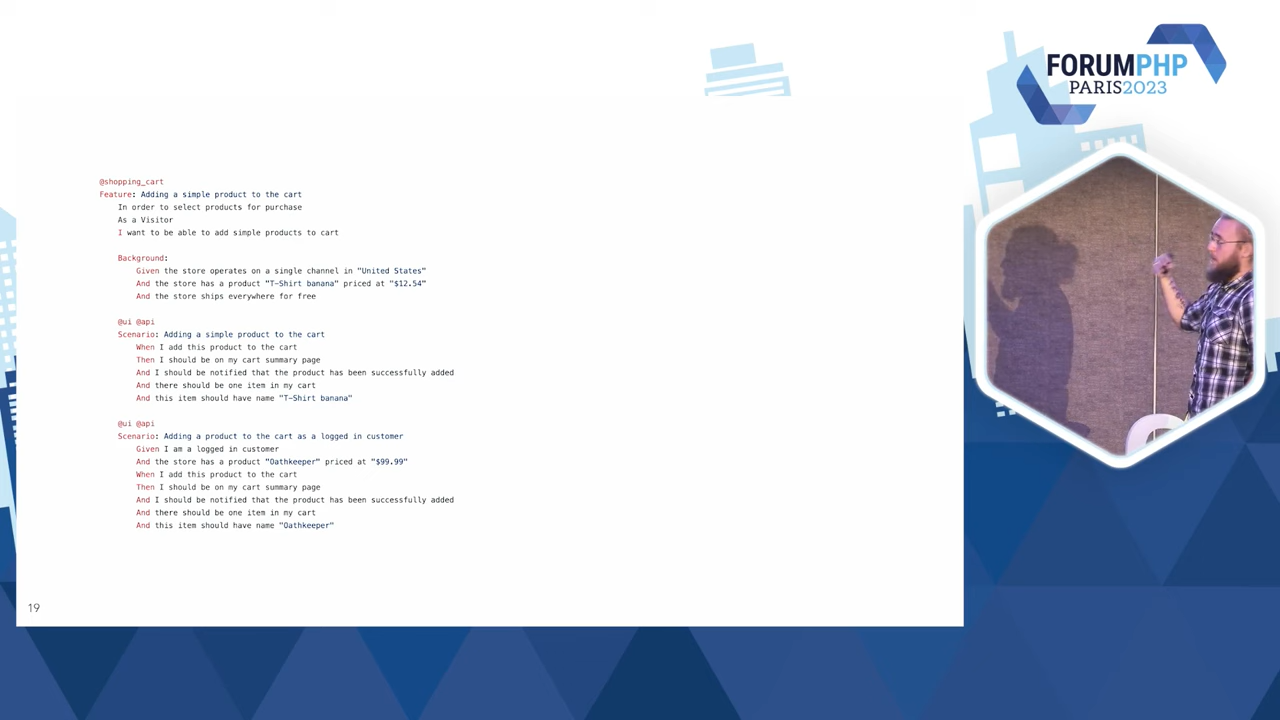 FORUMPHP
PARIS2023
@shopping_cart
Feature: Adding a simple product to the cart
In order to select products for purchase
As a Visitor
I want to be able to add simple products to cart
Background:
Given the store operates on a single channel in "United States"
And the store has a product "T-Shirt banana" priced at "$12.54"
And the store ships everywhere for free
@ui @api
Scenario: Adding a simple product to the cart
When I add this product to the cart
Then I should be on my cart summary page
And I should be notified that the product has been successfully added
And there should be one item in my cart
And this item should have name "T-Shirt banana"
@ui @api
Scenario: Adding a product to the cart as a logged in customer
Given I am a logged in customer
And the store has a product "Oathkeeper" priced at "$99.99"
When I add this product to the cart
Then I should be on my cart summary page
And I should be notified that the product has been successfully added
And there should be one item in my cart
And this item should have name "Oathkeeper"
19